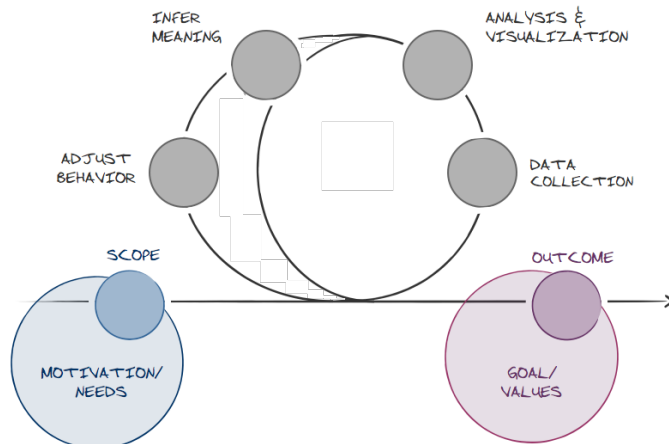 INFER
MEANING
ANALYSIS &
VISUALIZATION
ADJUST
BEHAVIOR
DATA
COLLECTION
SCOPE
OUTCOME
MOTIVATION/
NEEDS
GOAL/
VALUES